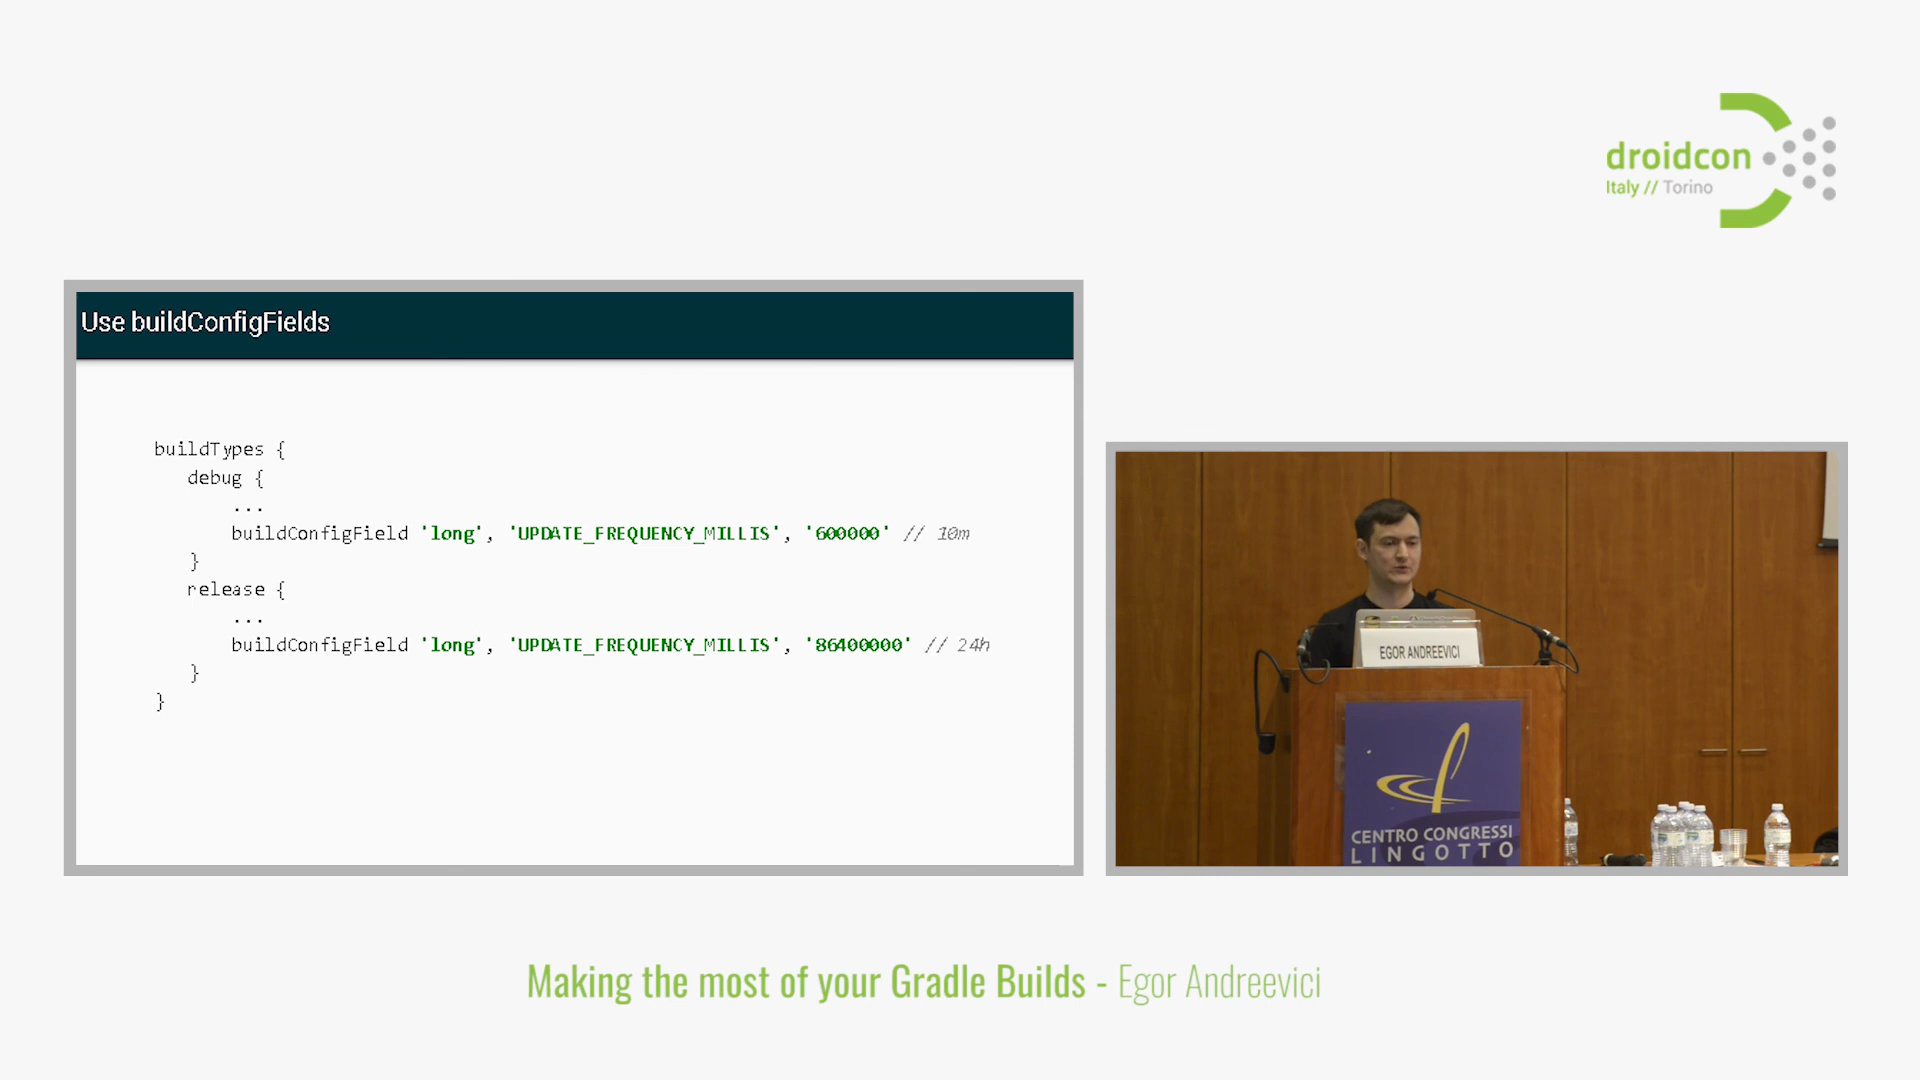 droidcon
Italy // Torino
Use buildConfigFields
buildTypes {
debug {
...
buildConfigField 'long', 'UPDATE_FREQUENCY_MILLIS', '600000' // 10m
}
release {
...
buildConfigField 'long', 'UPDATE_FREQUENCY_MILLIS', '86400000' // 24h
}
}
EGOR ANDREEVICI
CENTRO CONGRESSI
LINGOTTO
Making the most of your Gradle Builds - Egor Andreevici